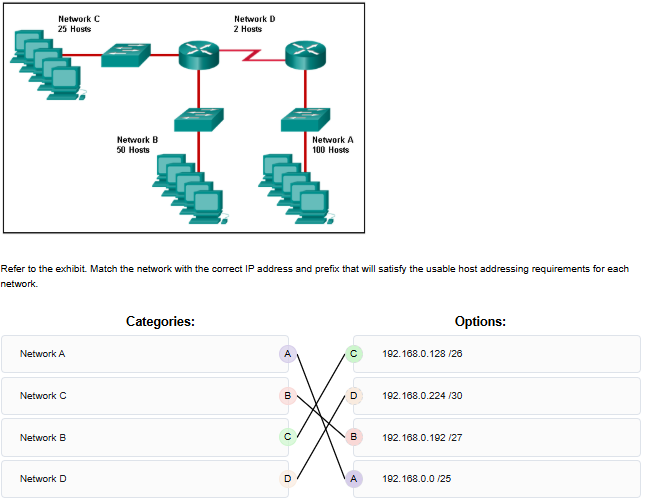 Network C
25 Hosts
Network D
2 Hosts
Network B
50 Hosts
Network A
100 Hosts
Refer to the exhibit. Match the network with the correct IP address and prefix that will satisfy the usable host addressing requirements for each
network.
Categories:
Options:
Network A
A
C
192.168.0.128 /26
Network C
B
D
192.168.0.224 /30
Network B
C
B
192.168.0.192 /27
Network D
D
A
192.168.0.0 /25